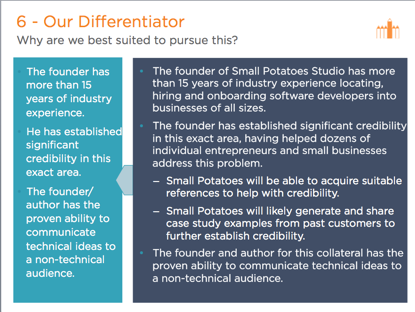 6 - Our Differentiator
Why are we best suited to pursue this?
The founder has
more than 15
years of industry
experience.
He has established
significant
credibility in this
exact area.
The founder/
author has the
proven ability to
communicate
technical ideas to
a non-technical
audience.
The founder of Small Potatoes Studio has more
than 15 years of industry experience locating,
hiring and onboarding software developers into
businesses of all sizes.
The founder has established significant credibility
in this exact area, having helped dozens of
individual entrepreneurs and small businesses
address this problem.
– Small Potatoes will be able to acquire suitable
references to help with credibility.
– Small Potatoes will likely generate and share
case study examples from past customers to
further establish credibility.
The founder and author for this collateral has the
proven ability to communicate technical ideas to
a non-technical audience.